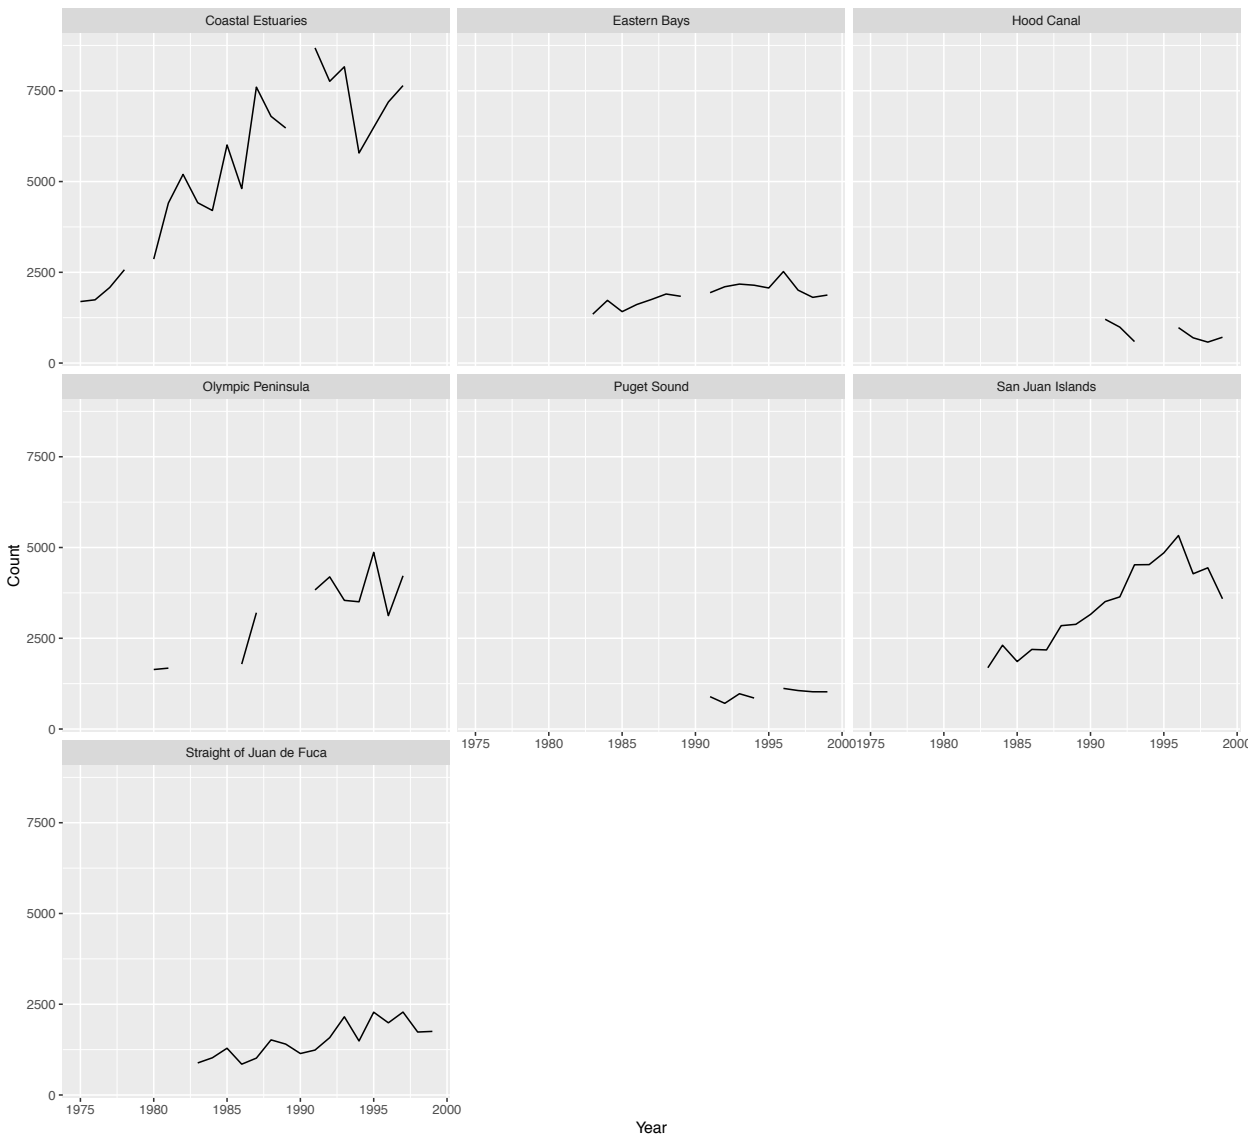 Coastal Estuaries
Eastern Bays
Hood Canal
7500
5000
2500
0
Olympic Peninsula
Puget Sound
San Juan Islands
7500
5000
2500
0
Count
1975 1980 1985 1990 1995 2000
1975 1980 1985 1990 1995 2000
Straight of Juan de Fuca
7500
5000
2500
0
1975 1980 1985 1990 1995 2000
Year